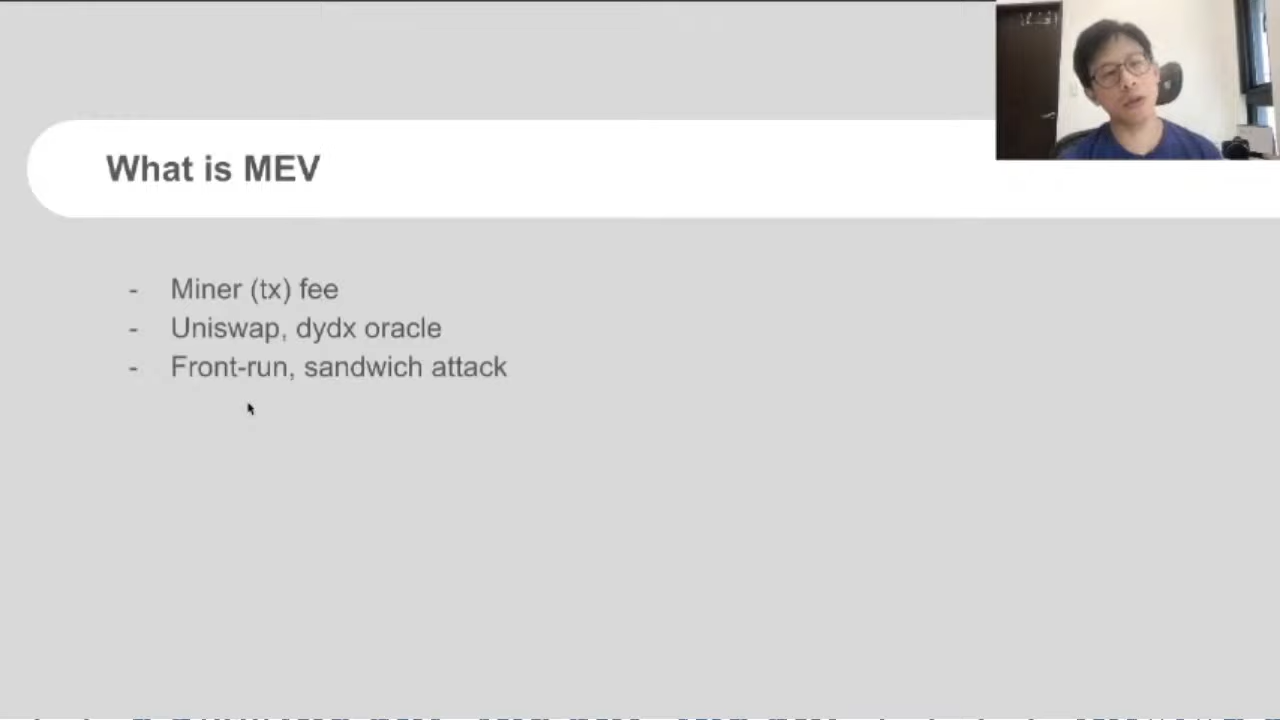 What is MEV
- Miner (tx) fee
- Uniswap, dydx oracle
- Front-run, sandwich attack